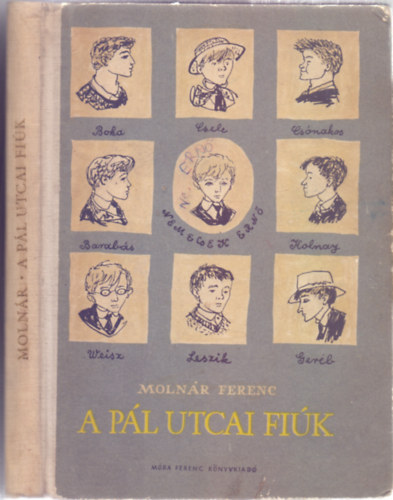 MOLNÁR • A PÁL UTCAI FIÚK
Boka
Csele
Csónakos
ERNŐ
NEMECSEK ERNŐ
Barabás
Kolnay
Weisz
Leszik
Geréb
MOLNÁR FERENC
A PÁL UTCAI FIÚK
MÓRA FERENC KÖNYVKIADÓ